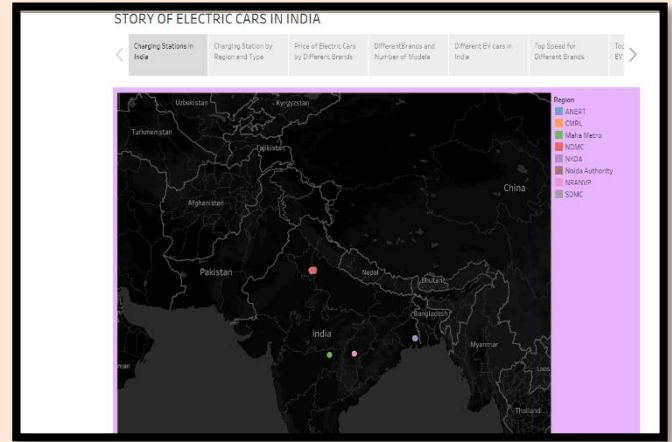 STORY OF ELECTRIC CARS IN INDIA
Charging Stations in
India
Charging Station by
Region and Type
Price of Electric Cars
by Different Brands
DifferentBrands and
Number of Models
Different EV cars in
India
Top Speed for
Different Brands
Region
ANERT
CMRL
Maha Metro
NDMC
NKDA
Noida Authority
NRANVP
SDMC
Uzbekistan
Kyrgyzstan
Turkmenistan
Tajikistan
China
Afghanistan
Pakistan
Nepal
Bhutan
Bangladesh
India
Myanmar
Laos
man
Thailand